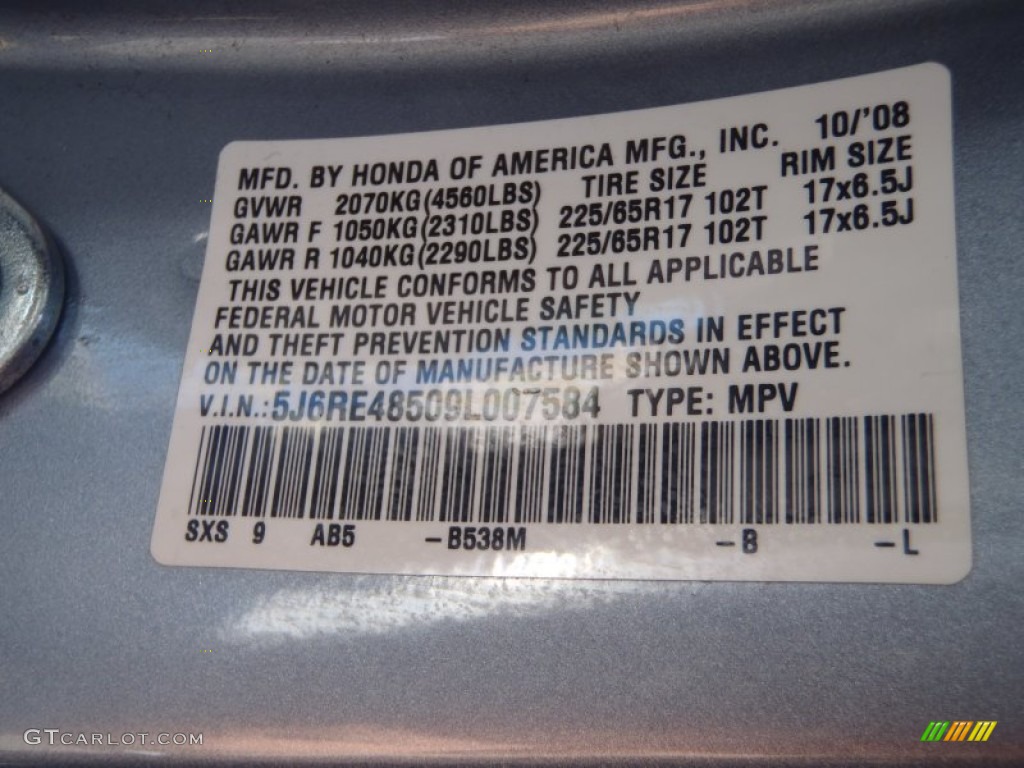 MFD. BY HONDA OF AMERICA MFG., INC. 10/'08
GVWR 2070KG(4560LBS) TIRE SIZE RIM SIZE
GAWR F 1050KG(2310LBS) 225/65R17 102T 17x6.5J
GAWR R 1040KG(2290LBS) 225/65R17 102T 17x6.5J
THIS VEHICLE CONFORMS TO ALL APPLICABLE
FEDERAL MOTOR VEHICLE SAFETY
AND THEFT PREVENTION STANDARDS IN EFFECT
ON THE DATE OF MANUFACTURE SHOWN ABOVE.
V.I.N.:5J6RE48509L007584 TYPE: MPV
SXS 9 AB5 -B538M -B -L
GTCARLOT.COM